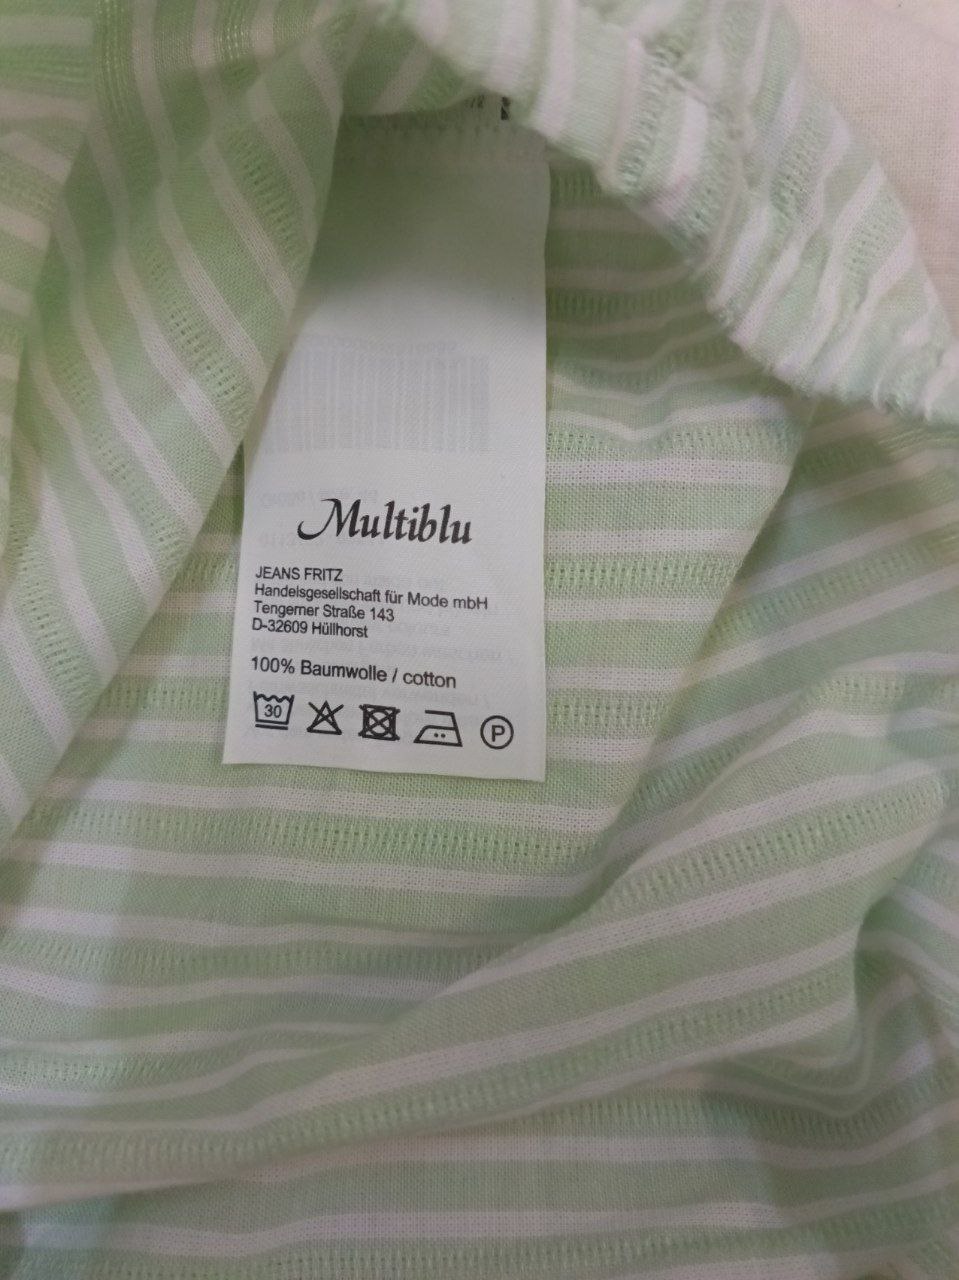 Multiblu
JEANS FRITZ
Handelsgesellschaft für Mode mbH
Tengerner Straße 143
D-32609 Hüllhorst
100% Baumwolle / cotton
30
P